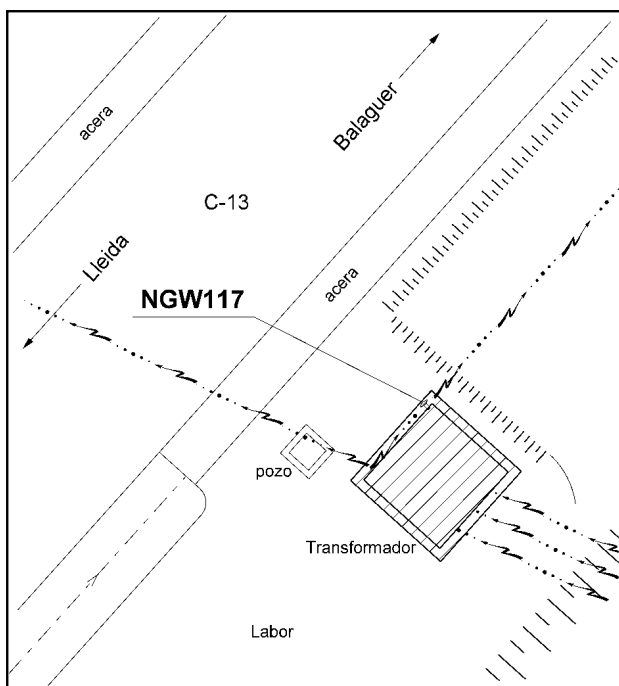 acera
Balaguer
C-13
Lleida
acera
NGW117
pozo
Transformador
Labor